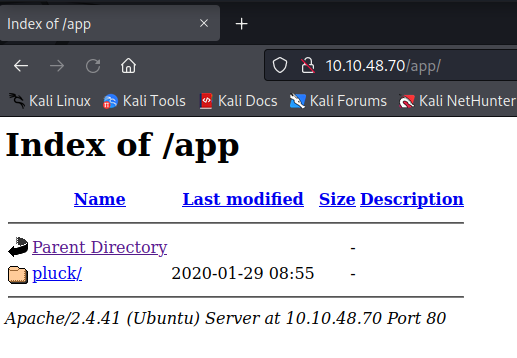 Index of /app
10.10.48.70/app/
Kali Linux Kali Tools Kali Docs Kali Forums Kali NetHunter
Index of /app
Name Last modified Size Description
Parent Directory -
pluck/ 2020-01-29 08:55 -
Apache/2.4.41 (Ubuntu) Server at 10.10.48.70 Port 80